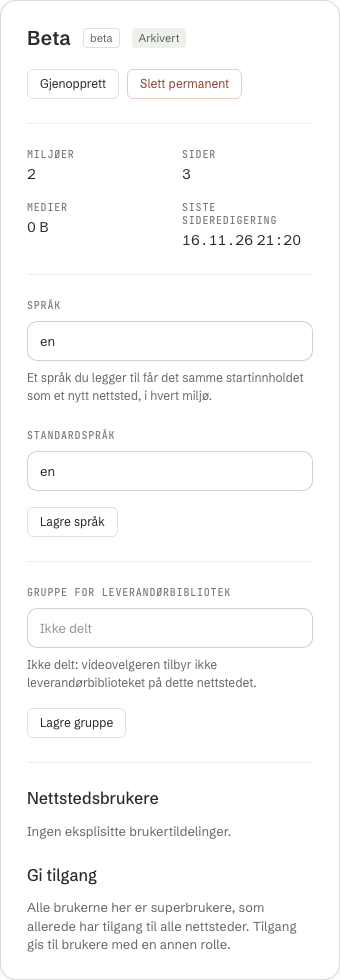 Beta beta Arkivert
Gjenopprett Slett permanent
MILJØER SIDER
2 3
MEDIER SISTE SIDEREDIGERING
0 B 16.11.26 21:20
SPRÅK
en
Et språk du legger til får det samme startinnholdet
som et nytt nettsted, i hvert miljø.
STANDARDSPRÅK
en
Lagre språk
GRUPPE FOR LEVERANDØRBIBLIOTEK
Ikke delt
Ikke delt: videovelgeren tilbyr ikke
leverandørbiblioteket på dette nettstedet.
Lagre gruppe
Nettstedsbrukere
Ingen eksplisitte brukertildelinger.
Gi tilgang
Alle brukerne her er superbrukere, som
allerede har tilgang til alle nettsteder. Tilgang
gis til brukere med en annen rolle.